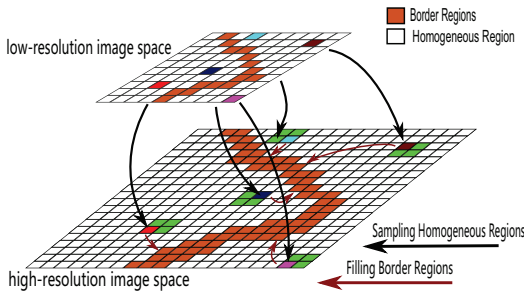 Border Regions
Homogeneous Region
low-resolution image space
Sampling Homogeneous Regions
high-resolution image space
Filling Border Regions